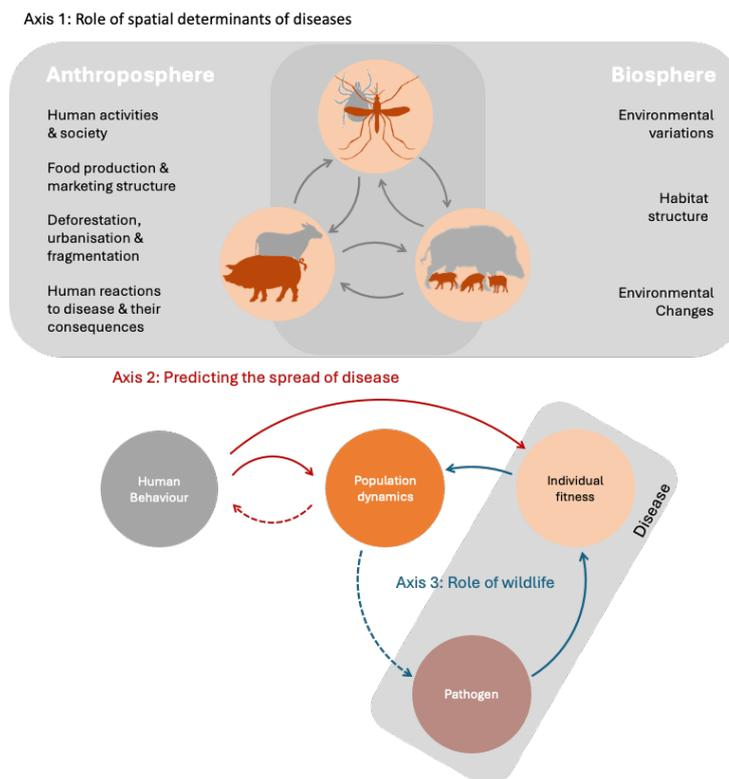 Axis 1: Role of spatial determinants of diseases
Anthroposphere
Biosphere
Human activities
& society
Food production &
marketing structure
Deforestation,
urbanisation &
fragmentation
Human reactions
to disease & their
consequences
Environmental
variations
Habitat
structure
Environmental
Changes
Axis 2: Predicting the spread of disease
Human
Behaviour
Population
dynamics
Individual
fitness
Disease
Axis 3: Role of wildlife
Pathogen